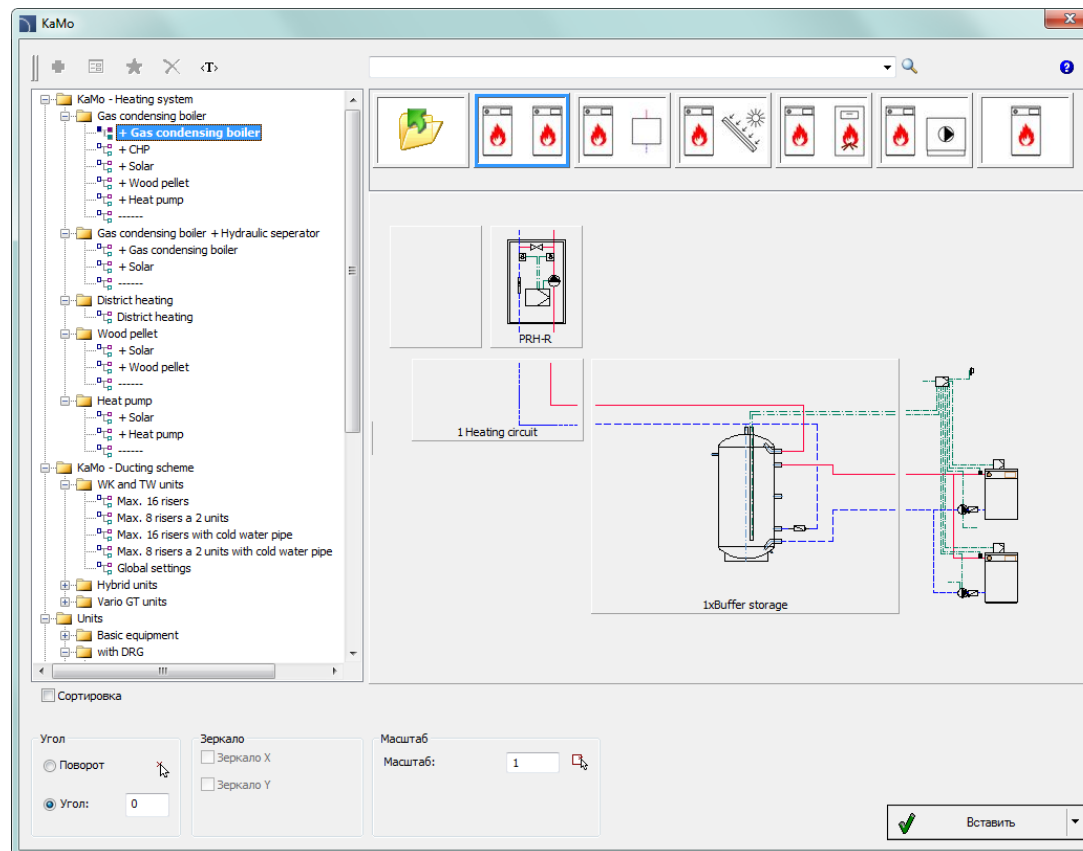 KaMo
<T>
KaMo - Heating system
Gas condensing boiler
+ Gas condensing boiler
+ CHP
+ Solar
+ Wood pellet
+ Heat pump
------
Gas condensing boiler + Hydraulic seperator
+ Gas condensing boiler
+ Solar
------
District heating
District heating
Wood pellet
+ Solar
+ Wood pellet
------
Heat pump
+ Solar
+ Heat pump
------
KaMo - Ducting scheme
WK and TW units
Max. 16 risers
Max. 8 risers a 2 units
Max. 16 risers with cold water pipe
Max. 8 risers a 2 units with cold water pipe
Global settings
Hybrid units
Vario GT units
Units
Basic equipment
with DRG
PRH-R
1 Heating circuit
1xBuffer storage
Сортировка
Угол
Поворот
Угол:
0
Зеркало
Зеркало X
Зеркало Y
Масштаб
Масштаб:
1
Вставить